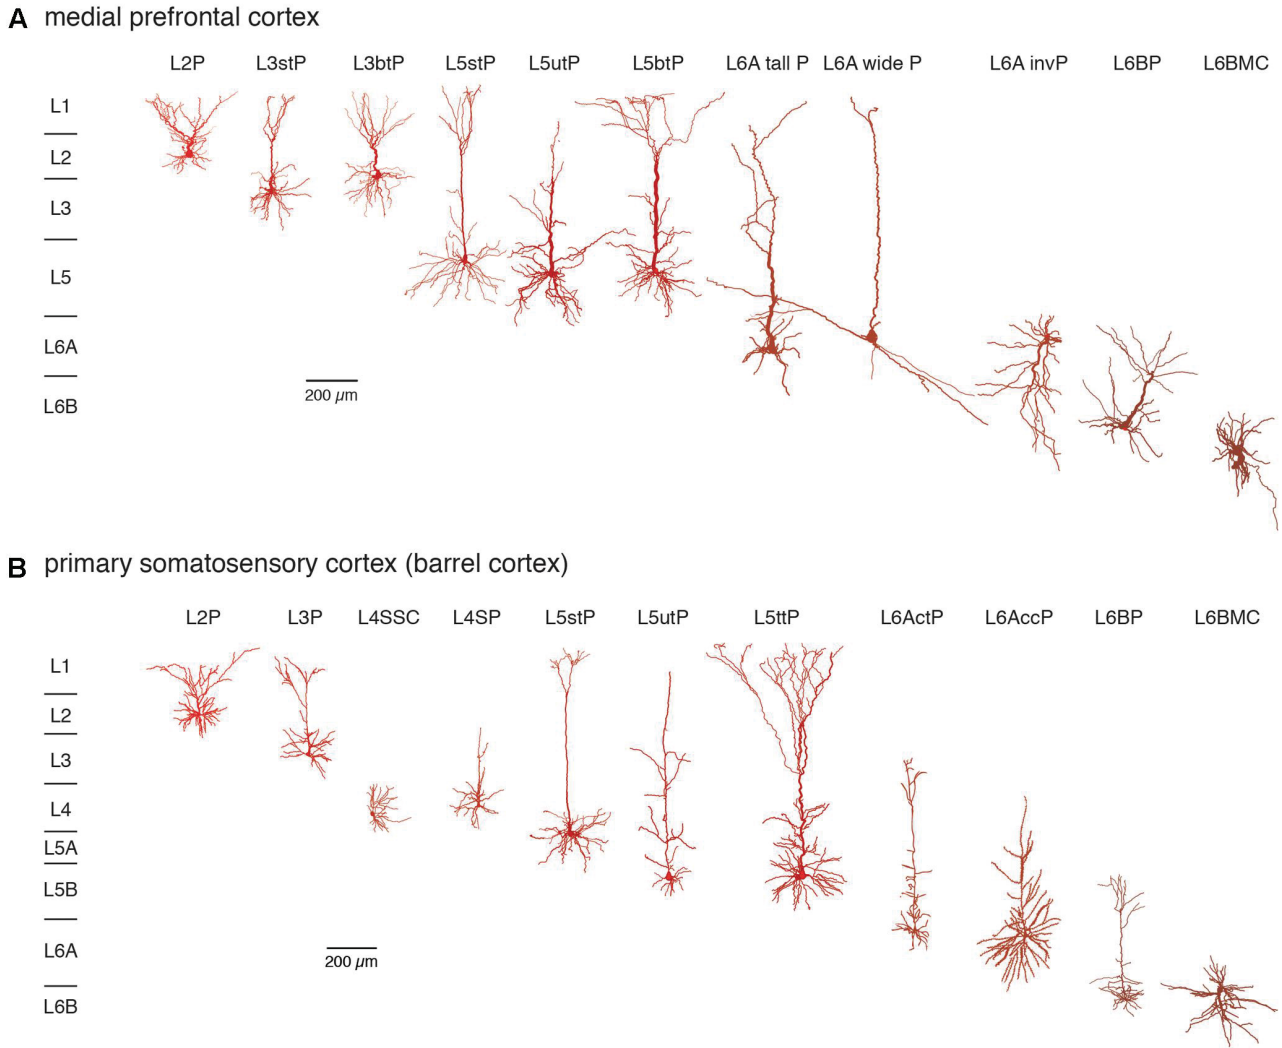 A medial prefrontal cortex
L2P L3stP L3btP L5stP L5utP L5btP L6A tall P L6A wide P L6A invP L6BP L6BMC
L1
L2
L3
L5
L6A
L6B
200 µm
B primary somatosensory cortex (barrel cortex)
L2P L3P L4SSC L4SP L5stP L5utP L5ttP L6ActP L6AccP L6BP L6BMC
L1
L2
L3
L4
L5A
L5B
L6A
200 µm
L6B